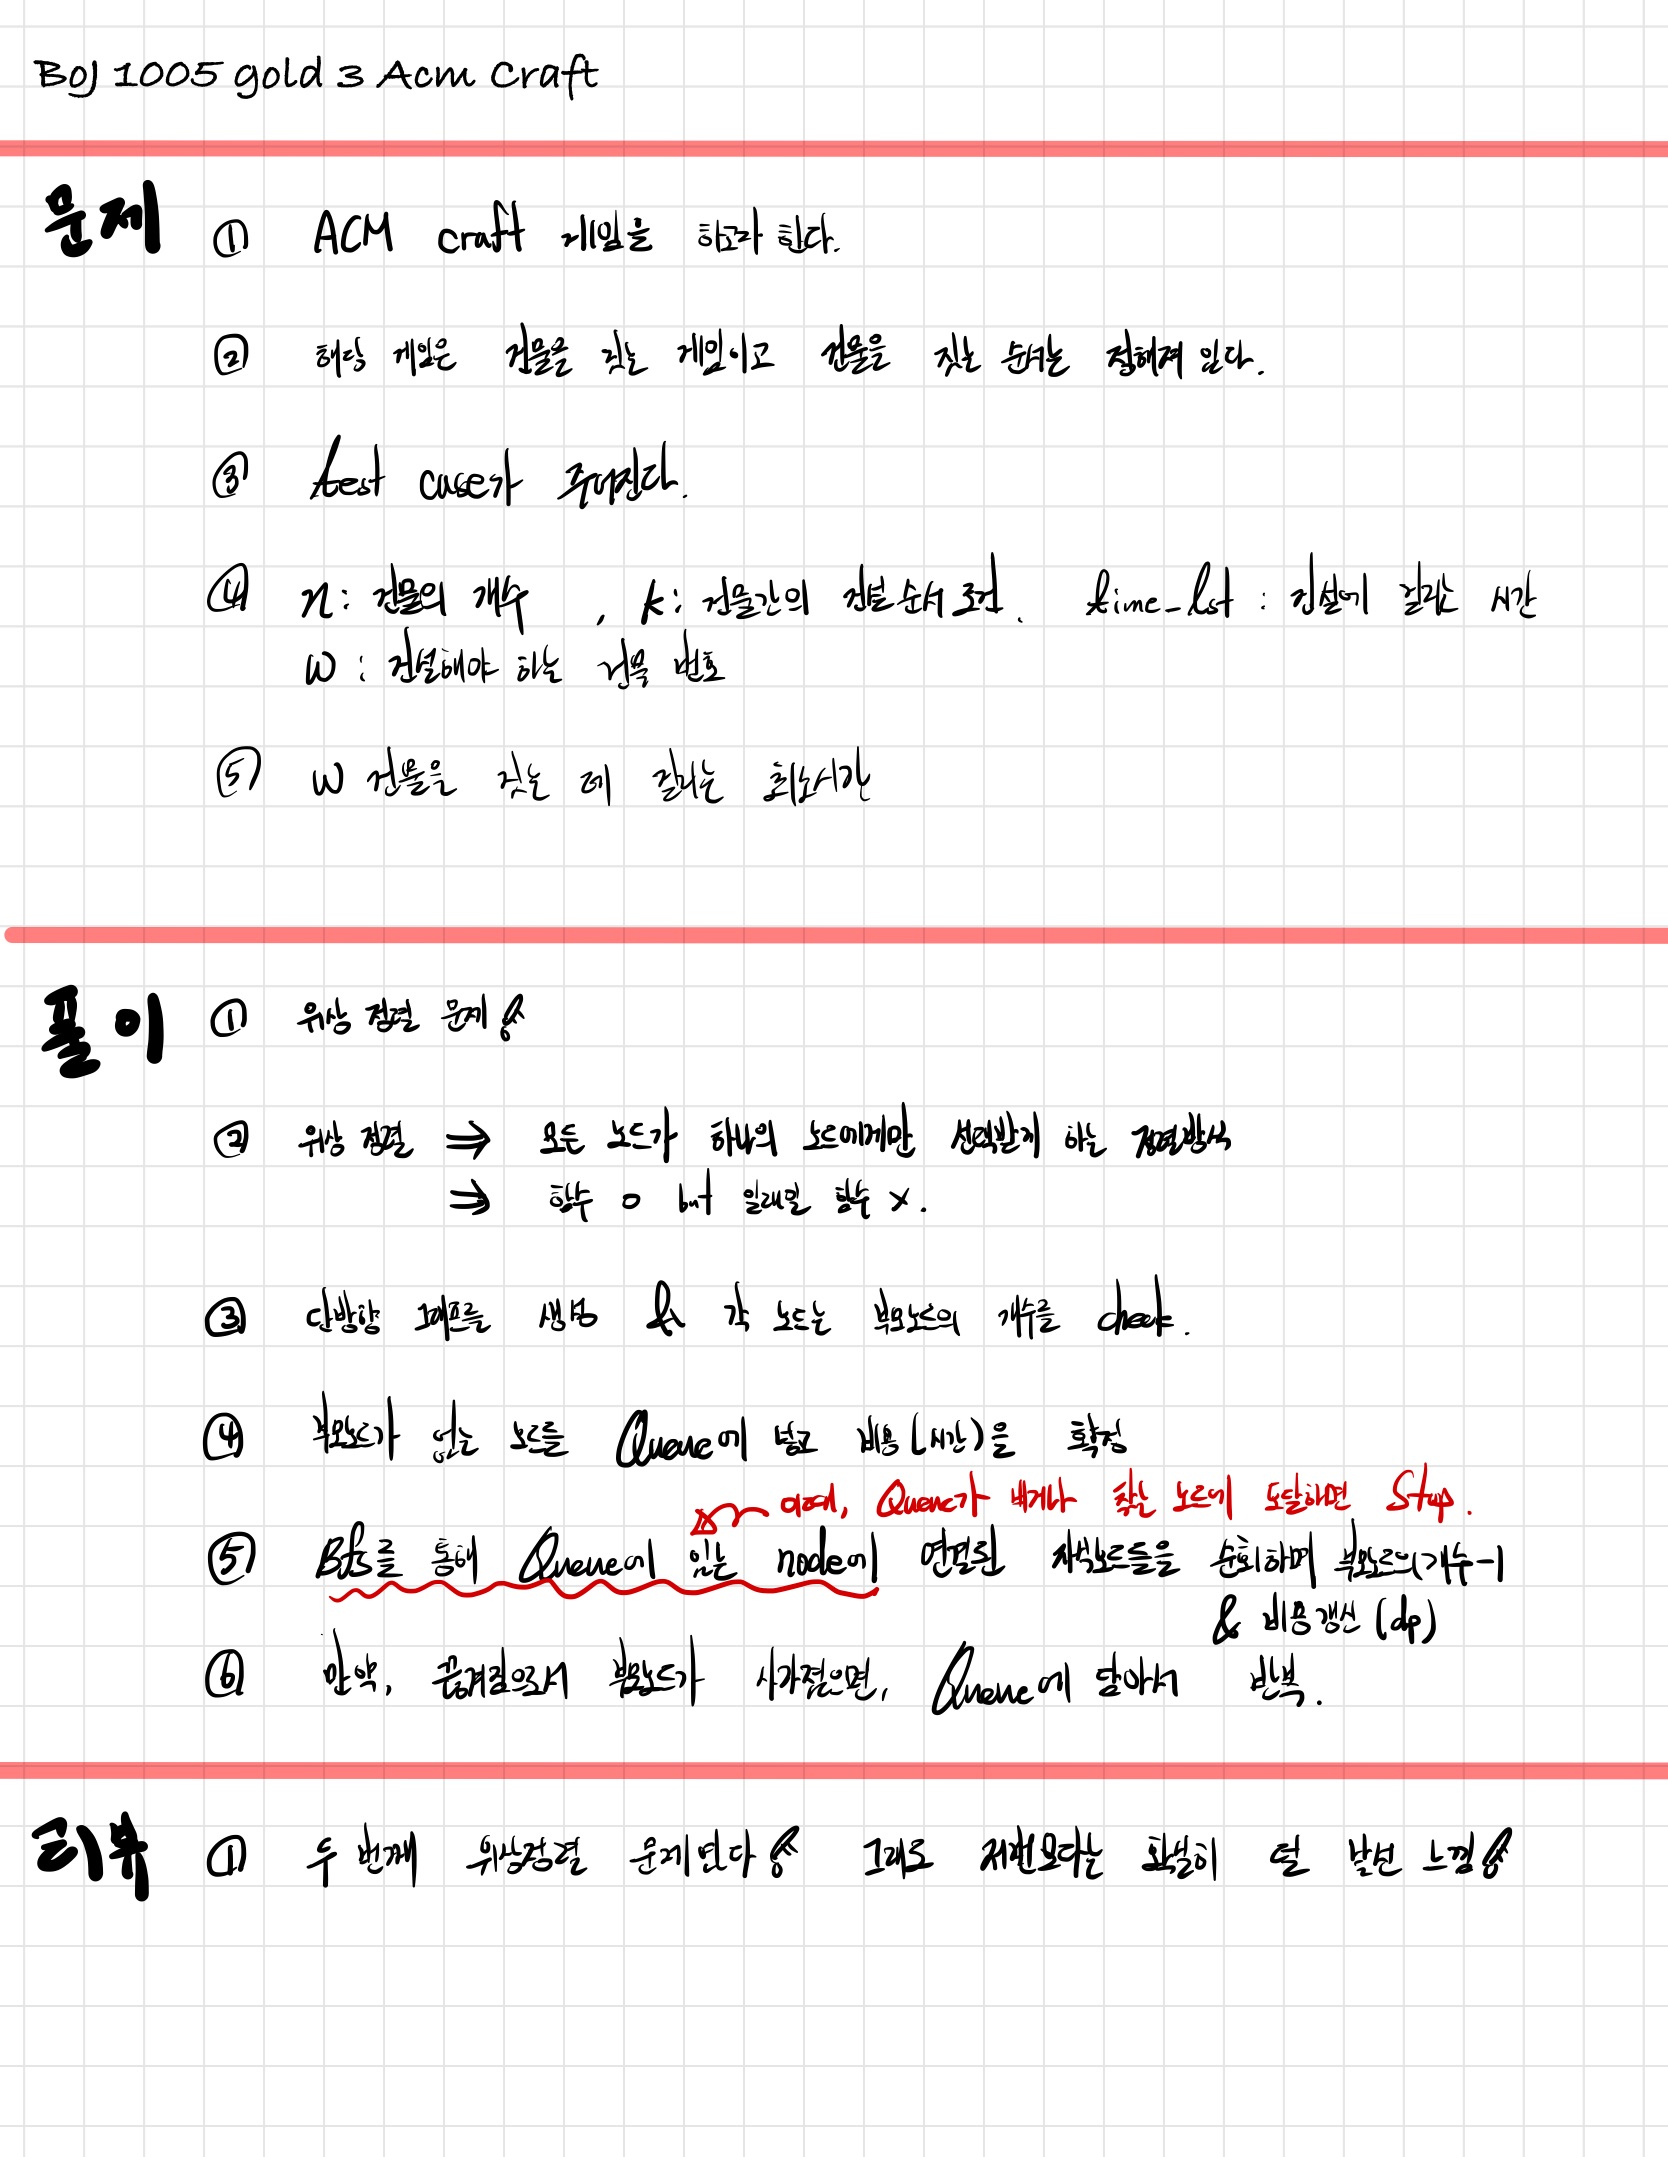 BOJ 1005 gold 3 Acm Craft
문제 ① ACM craft 게임을 하고자 한다.
② 해당 게임은 건물을 짓는 게임이고 건물을 짓는 순서는 정해져 있다.
③ test case가 주어진다.
④ n : 건물의 개수 , k : 건물간의 건설순서 조건. time_lst : 건설에 걸리는 시간
W : 건설해야 하는 건물 번호
⑤ W 건물을 짓는 데 걸리는 최소시간
풀이 ① 위상 정렬 문제
② 위상 정렬 ⇒ 모든 노드가 하나의 노드에게만 선택받게 하는 정렬방식
⇒ 함수 O but 일대일 함수 X.
③ 단방향 그래프를 생성 & 각 노드는 부모노드의 개수를 check.
④ 부모노드가 없는 노드를 Queue에 넣고 비용(시간)을 확정
이때, Queue가 비거나 찾는 노드에 도달하면 Stop.
⑤ Bfs를 통해 Queue에 있는 node에 연결된 자식노드들을 순회하며 부모노드의 개수-1
& 비용갱신 (dp)
⑥ 만약, 끊겨짐으로서 부모노드가 사라졌으면, Queue에 담아서 반복.
리뷰 ① 두 번째 위상정렬 문제였다 그래도 저번보다는 확실히 덜 낯선 느낌